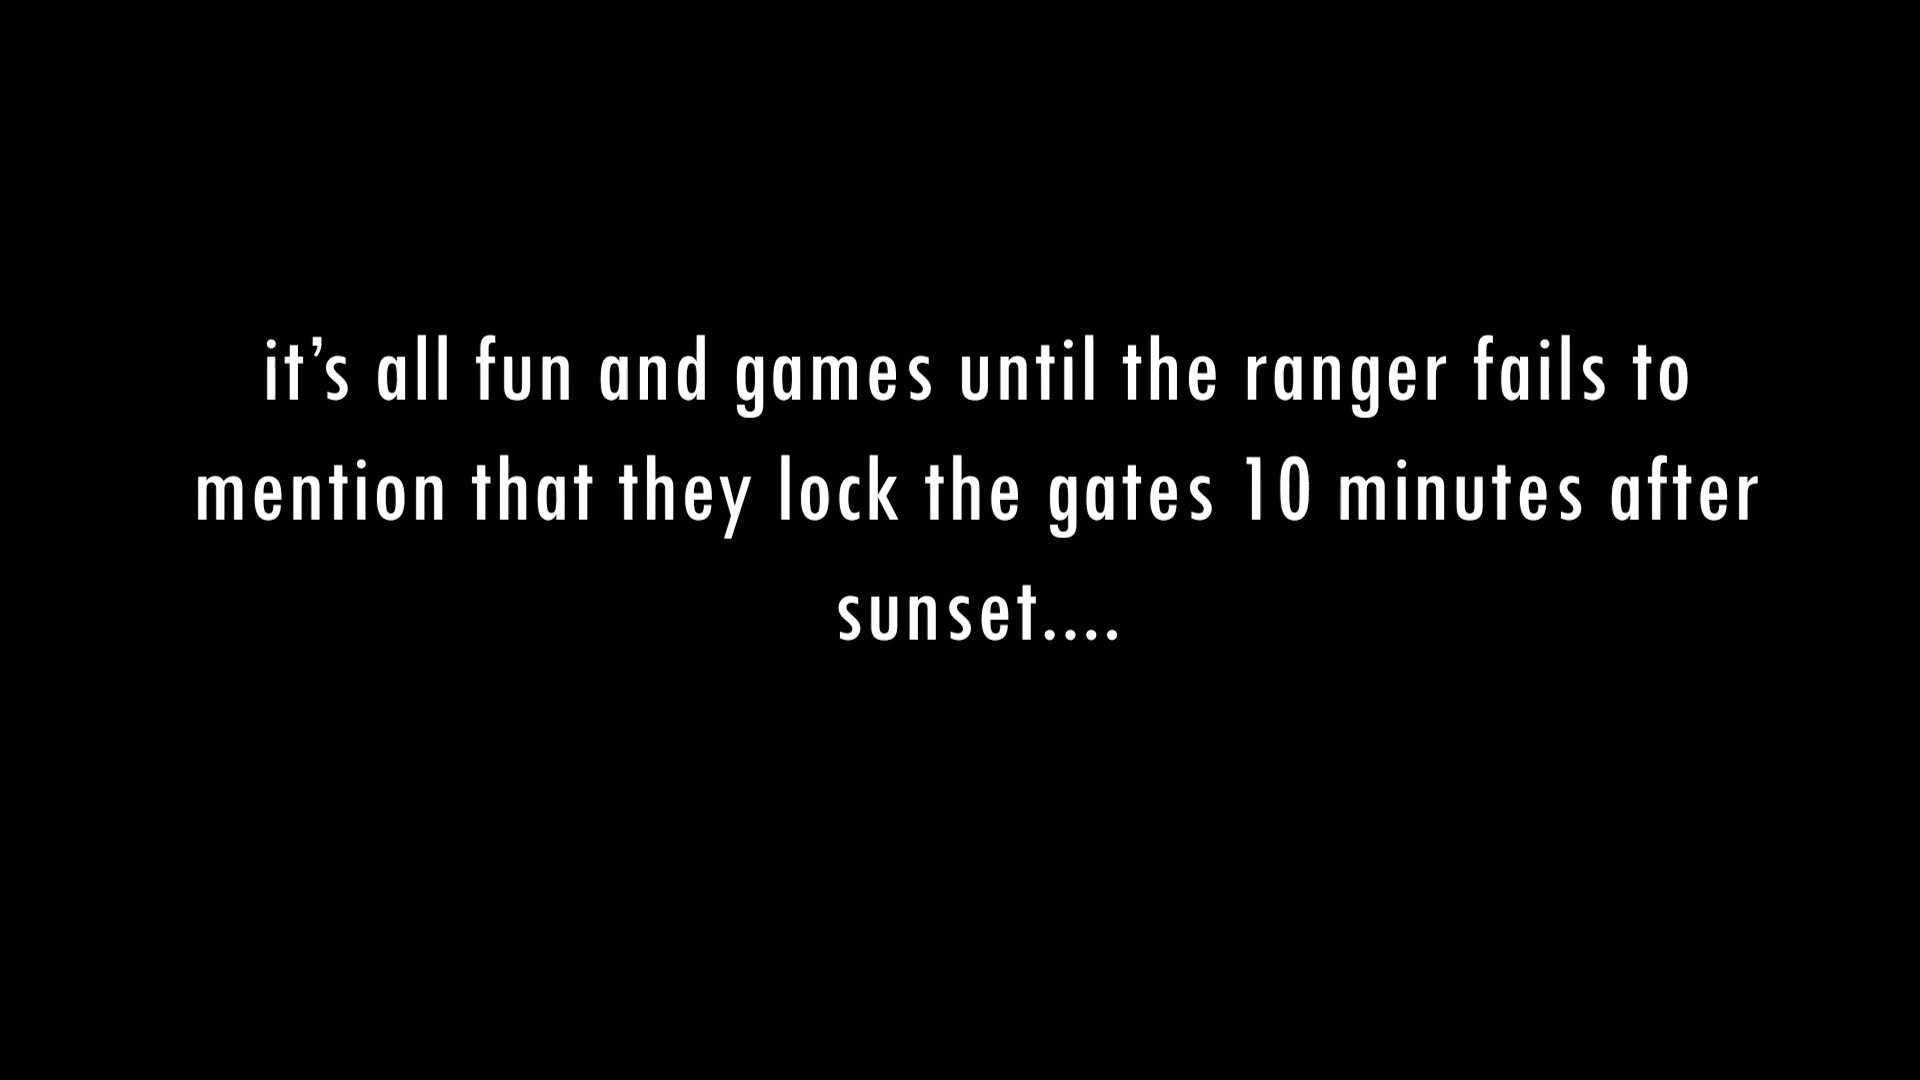 it’s all fun and games until the ranger fails to
mention that they lock the gates 10 minutes after
sunset....